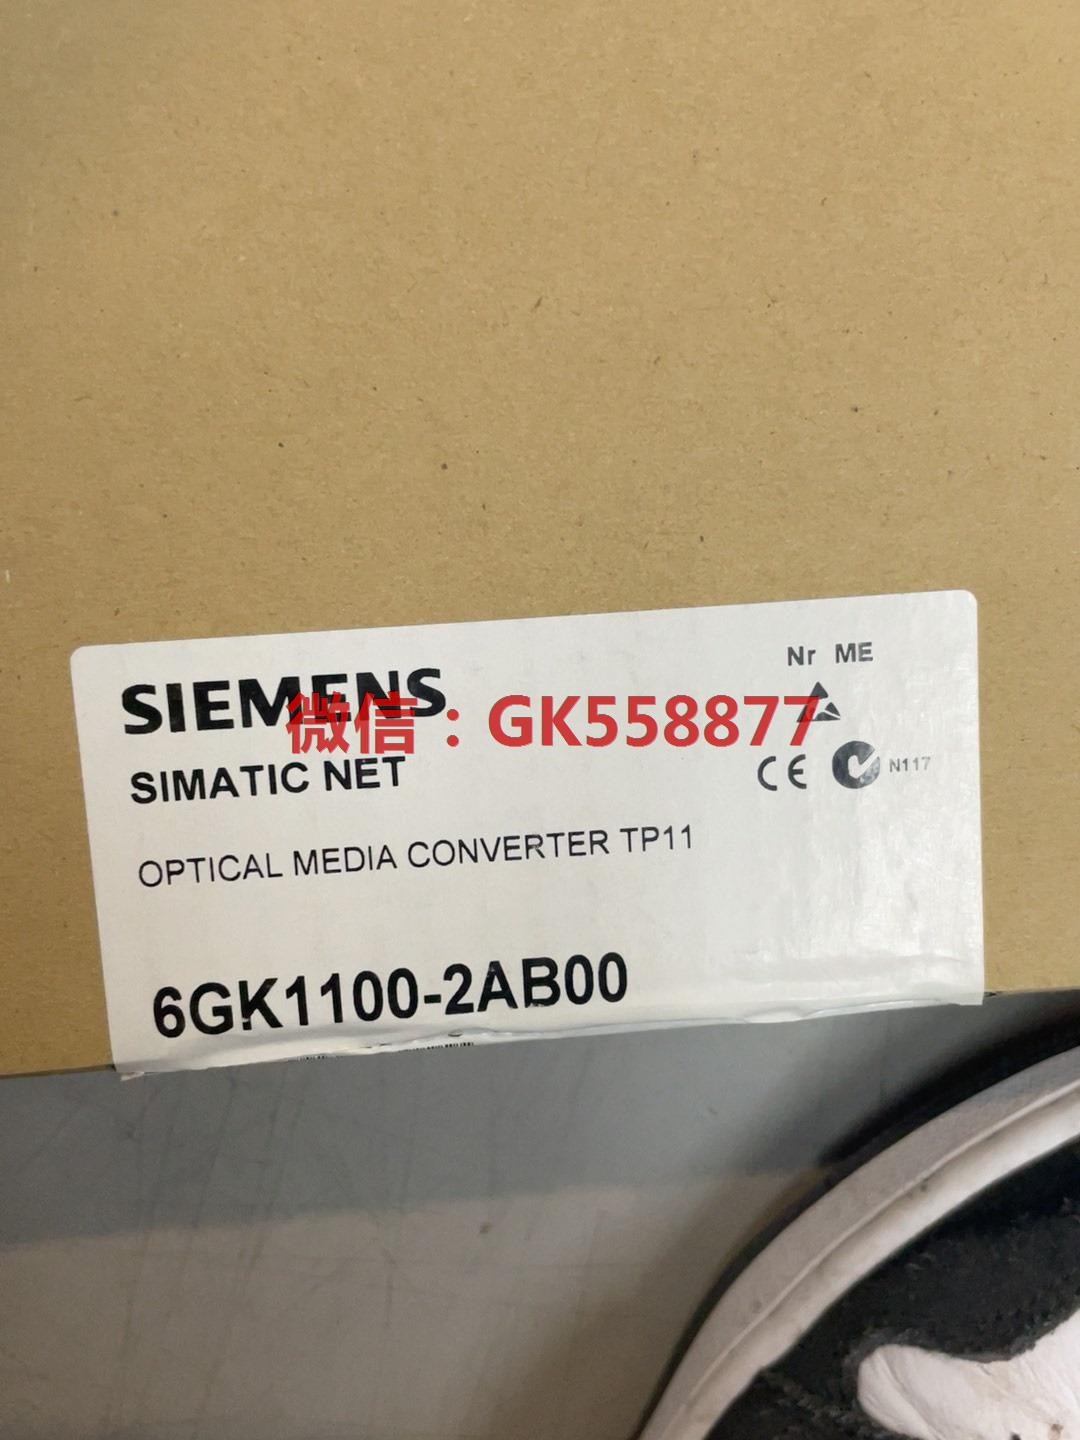 Nr ME
SIEMENS
微信：GK558877
SIMATIC NET
CE
N117
OPTICAL MEDIA CONVERTER TP11
6GK1100-2AB00